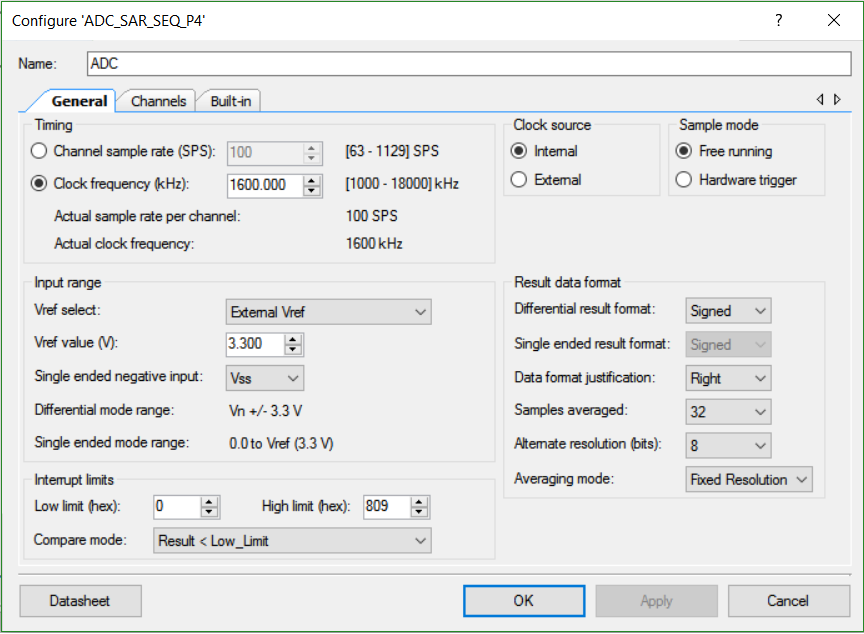 Configure 'ADC_SAR_SEQ_P4'
?
Name: ADC
General Channels Built-in
Timing
Channel sample rate (SPS): 100 [63 - 1129] SPS
Clock frequency (kHz): 1600.000 [1000 - 18000] kHz
Actual sample rate per channel: 100 SPS
Actual clock frequency: 1600 kHz
Clock source
Internal
External
Sample mode
Free running
Hardware trigger
Input range
Vref select: External Vref
Vref value (V): 3.300
Single ended negative input: Vss
Differential mode range: Vn +/- 3.3 V
Single ended mode range: 0.0 to Vref (3.3 V)
Result data format
Differential result format: Signed
Single ended result format: Signed
Data format justification: Right
Samples averaged: 32
Alternate resolution (bits): 8
Averaging mode: Fixed Resolution
Interrupt limits
Low limit (hex): 0 High limit (hex): 809
Compare mode: Result < Low_Limit
Datasheet OK Apply Cancel